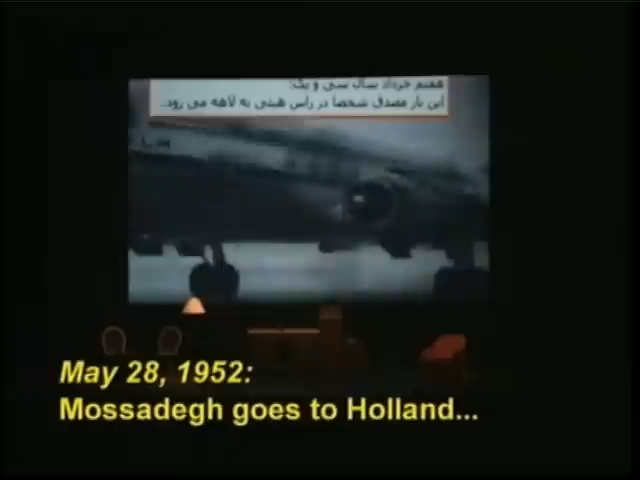 هفتم خرداد سال سی و یک:
این بار مصدق شخصا در راس هیئتی به لاهه می رود..
May 28, 1952:
Mossadegh goes to Holland...